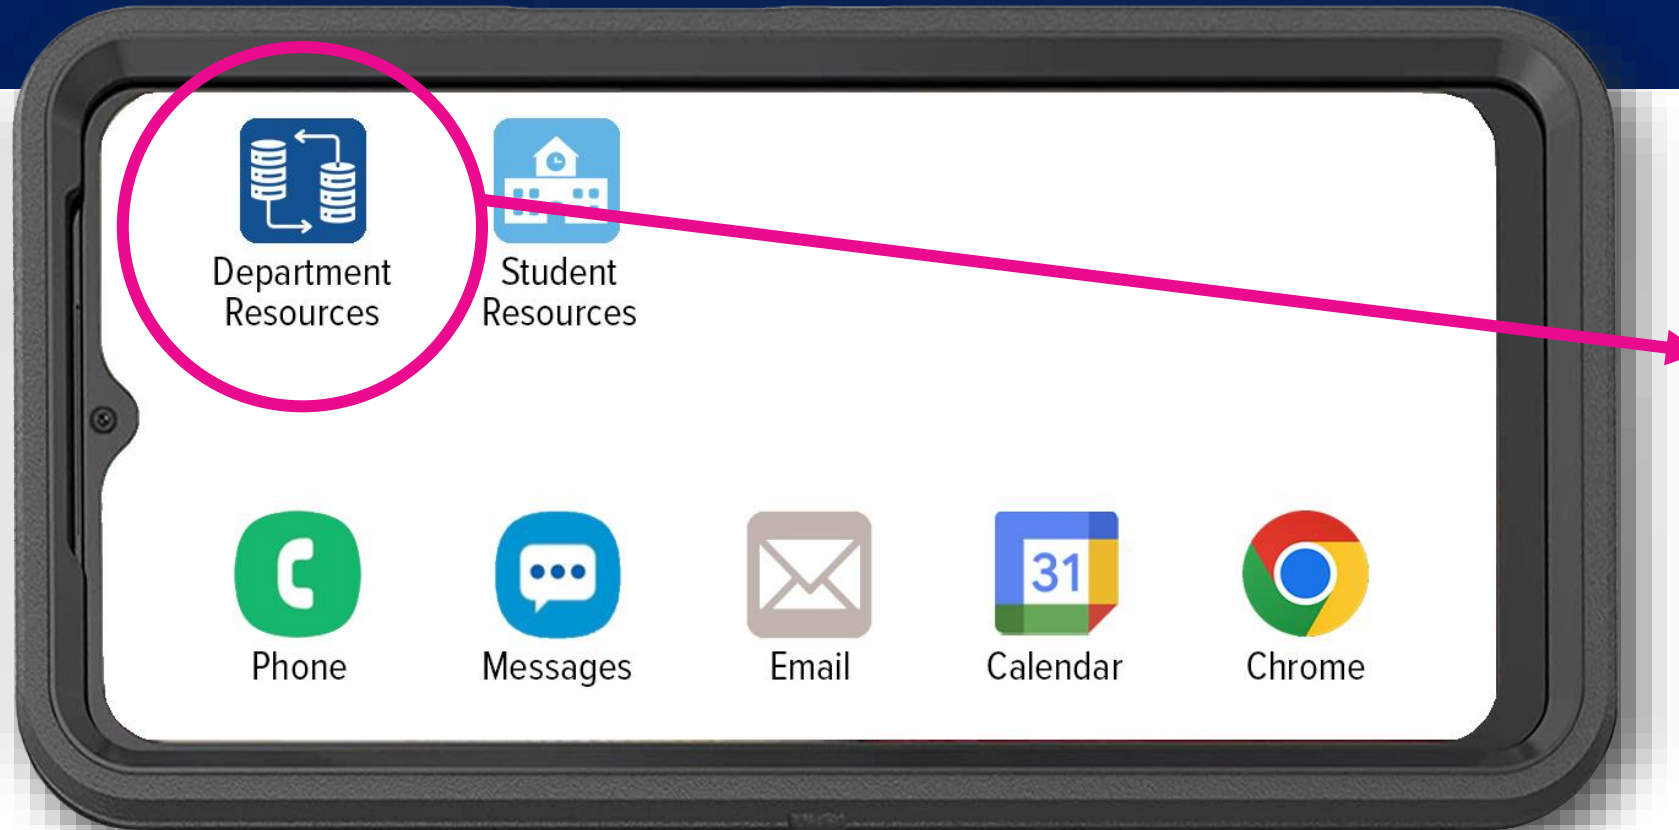 Department
Resources
Student
Resources
31
Phone
Messages
Email
Calendar
Chrome